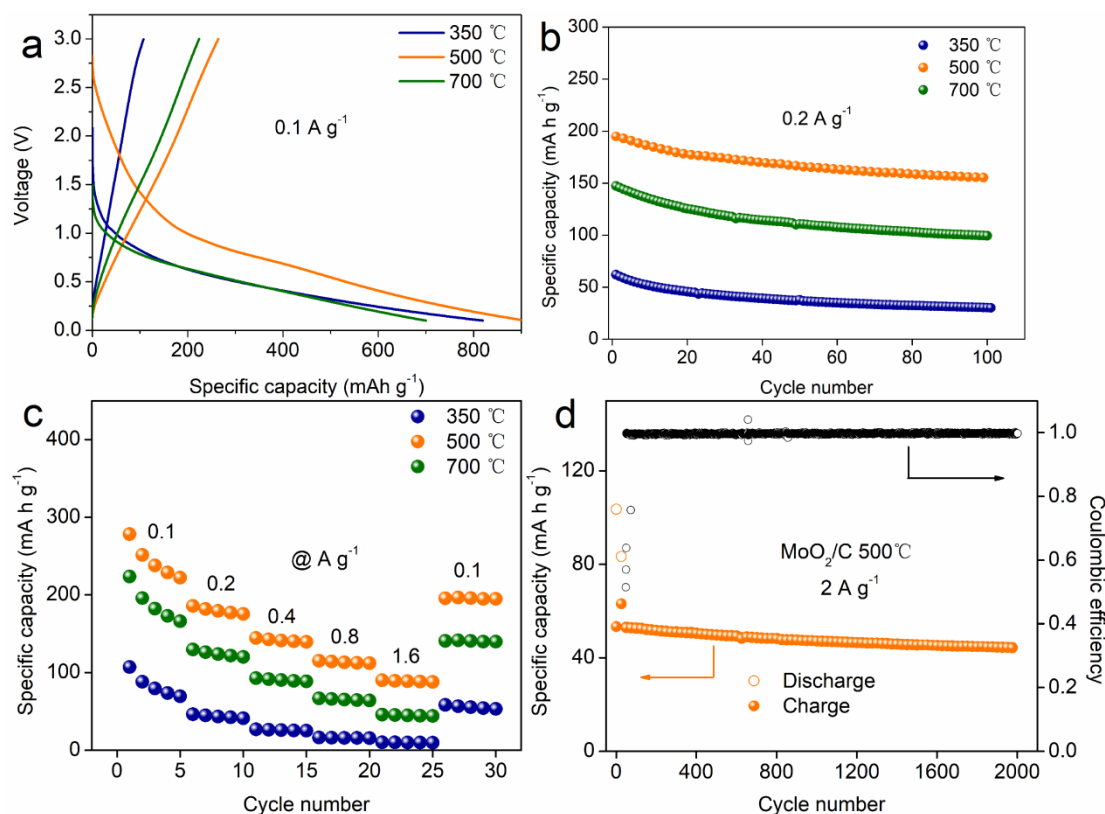 a
350 ℃
500 ℃
700 ℃
0.1 A g-1
Voltage (V)
3.0
2.5
2.0
1.5
1.0
0.5
0.0
0 200 400 600 800
Specific capacity (mAh g-1)
b
350 ℃
500 ℃
700 ℃
0.2 A g-1
Specific capacity (mA h g-1)
300
250
200
150
100
50
0
0 20 40 60 80 100
Cycle number
c
350 ℃
500 ℃
700 ℃
@ A g-1
0.1
0.2
0.4
0.8
1.6
0.1
Specific capacity (mA h g-1)
400
300
200
100
0
0 5 10 15 20 25 30
Cycle number
d
MoO2/C 500℃
2 A g-1
Discharge
Charge
Specific capacity (mA h g-1)
120
80
40
0
Coulombic efficiency
1.0
0.8
0.6
0.4
0.2
0.0
0 400 800 1200 1600 2000
Cycle number